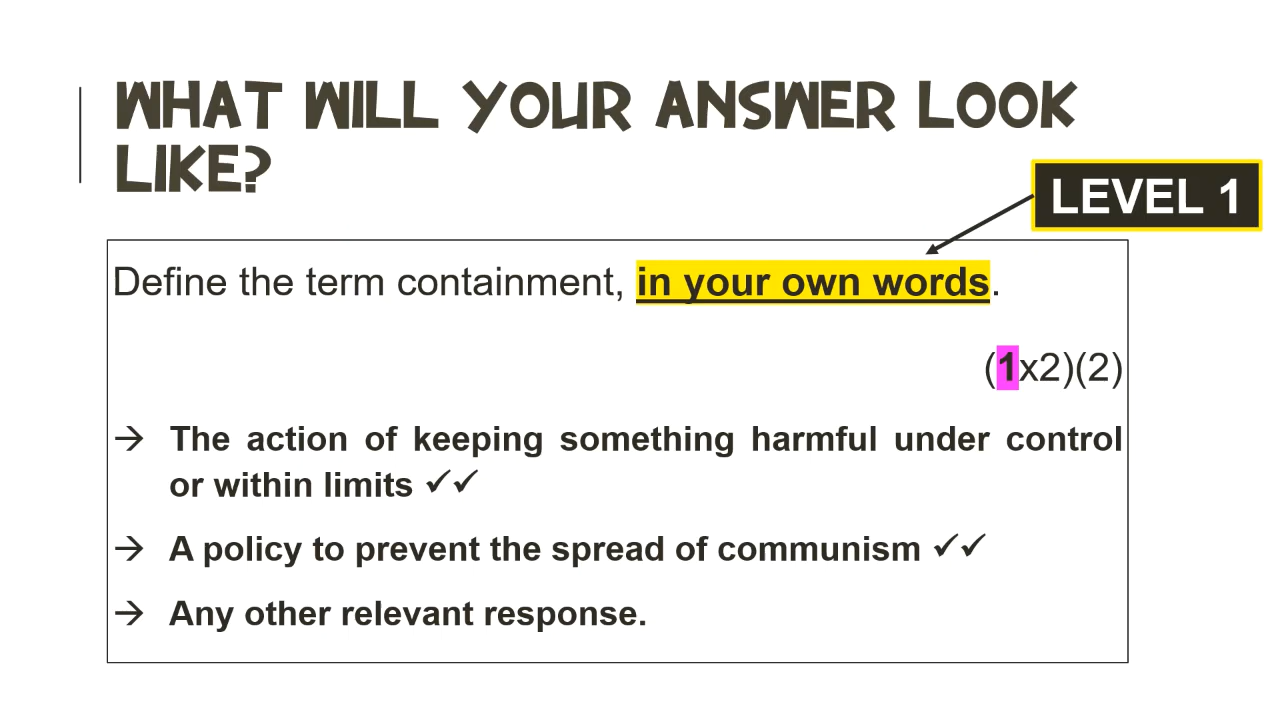 WHAT WILL YOUR ANSWER LOOK
LIKE?
LEVEL 1
Define the term containment, in your own words.
(1x2)(2)
→ The action of keeping something harmful under control
or within limits ✓✓
→ A policy to prevent the spread of communism ✓✓
→ Any other relevant response.